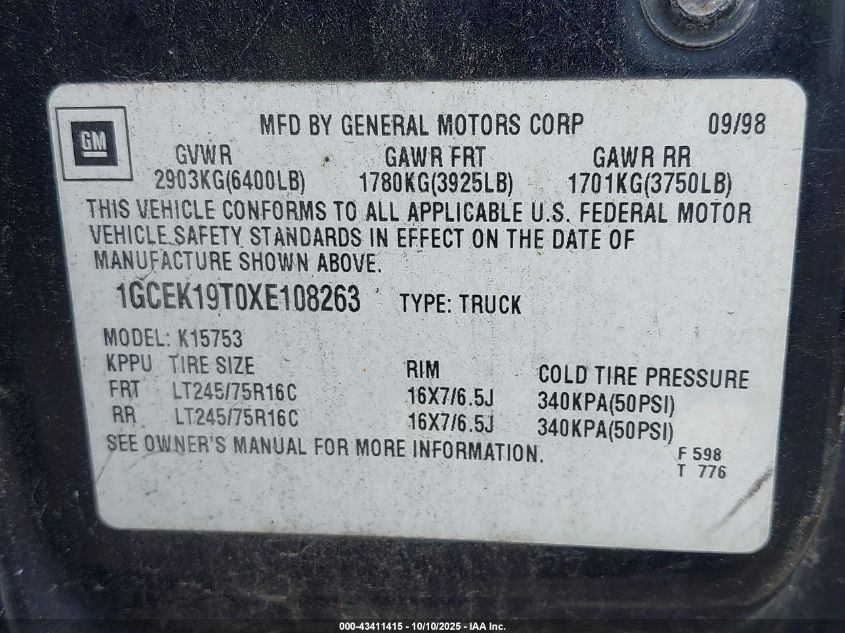 GM
MFD BY GENERAL MOTORS CORP 09/98
GVWR GAWR FRT GAWR RR
2903KG(6400LB) 1780KG(3925LB) 1701KG(3750LB)
THIS VEHICLE CONFORMS TO ALL APPLICABLE U.S. FEDERAL MOTOR
VEHICLE SAFETY STANDARDS IN EFFECT ON THE DATE OF
MANUFACTURE SHOWN ABOVE.
1GCEK19T0XE108263 TYPE: TRUCK
MODEL: K15753
KPPU TIRE SIZE RIM COLD TIRE PRESSURE
FRT LT245/75R16C 16X7/6.5J 340KPA(50PSI)
RR LT245/75R16C 16X7/6.5J 340KPA(50PSI)
SEE OWNER'S MANUAL FOR MORE INFORMATION.
F 598
T 776
000-43411415 - 10/10/2025 - IAA Inc.